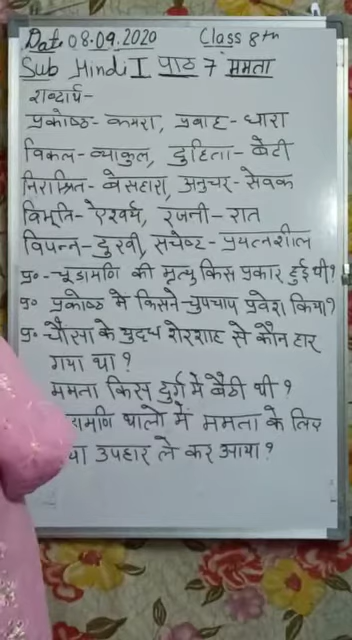 Date 08.09.2020 Class 8th
Sub Hindi I पाठ 7 ममता
शब्दार्थ-
प्रकोष्ठ- कमरा, प्रवाह- धारा
विकल- व्याकुल, दुहिता- बेटी
निराश्रित- बेसहारा, अनुचर- सेवक
विभूति- ऐश्वर्य, रजनी- रात
विपन्न- दुखी, सचेष्ट- प्रयत्नशील
प्र०- चूडामणि की मृत्यु किस प्रकार हुई थी?
प्र० प्रकोष्ठ में किसने चुपचाप प्रवेश किया?
प्र० चौसा के युद्ध शेरशाह से कौन हार
गया था?
ममता किस दुर्ग में बैठी थी?
डामणि थालो में ममता के लिए
या उपहार ले कर आया?